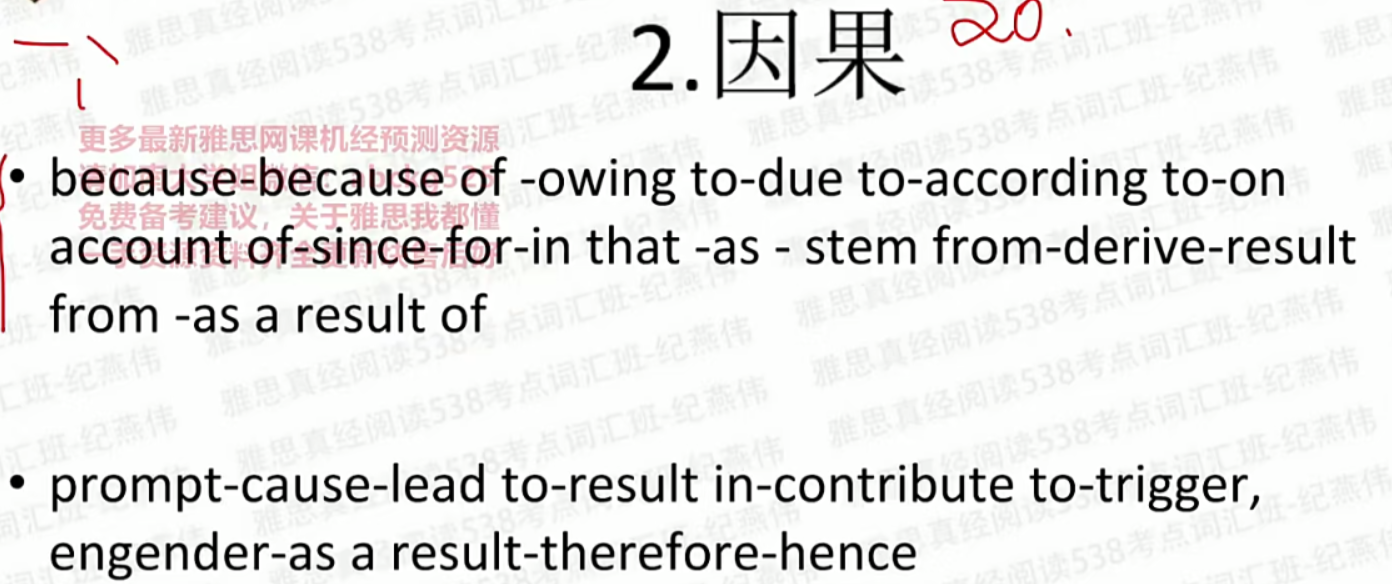 2.因果
20.
更多最新雅思网课机经预测资源
because-because of -owing to-due to-according to-on
免费备考建议，关于雅思我都懂
account of-since-for-in that -as - stem from-derive-result
from -as a result of
prompt-cause-lead to-result in-contribute to-trigger,
engender-as a result-therefore-hence
雅思真经阅读538考点词汇班-纪燕伟